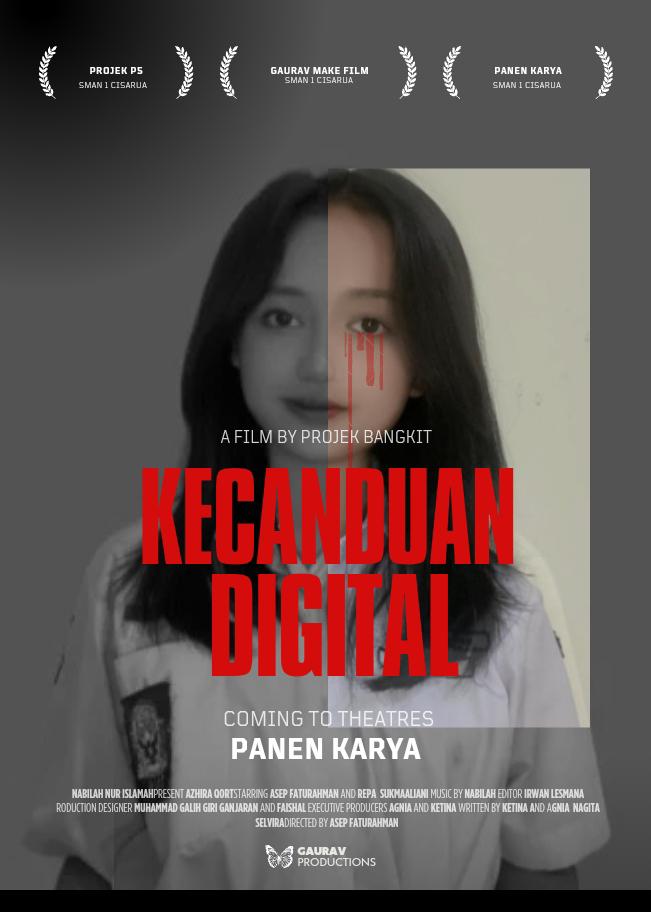 PROJEK P5
SMAN 1 CISARUA
GAURAV MAKE FILM
SMAN 1 CISARUA
PANEN KARYA
SMAN 1 CISARUA
A FILM BY PROJEK BANGKIT
KECANDUAN
DIGITAL
COMING TO THEATRES
PANEN KARYA
NABILAH NUR ISLAMAHPRESENT AZHIRA QORTSTARRING ASEP FATURAHMAN AND REPA SUKMAALIANI MUSIC BY NABILAH EDITOR IRWAN LESMANA
RODUCTION DESIGNER MUHAMMAD GALIH GIRI GANJARAN AND FAISHAL EXECUTIVE PRODUCERS AGNIA AND KETINA WRITTEN BY KETINA AND AGNIA NAGITA
SELVIRADIRECTED BY ASEP FATURAHMAN
GAURAV
PRODUCTIONS